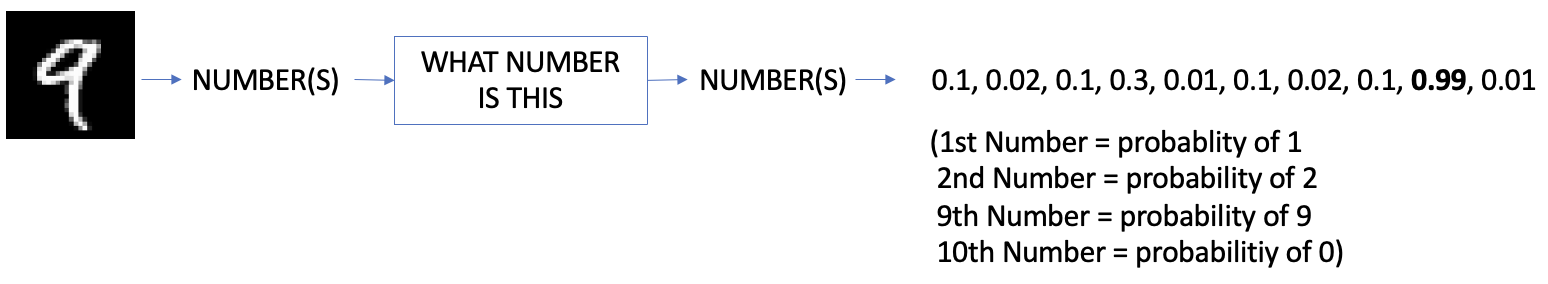 NUMBER(S)
WHAT NUMBER
IS THIS
NUMBER(S)
0.1, 0.02, 0.1, 0.3, 0.01, 0.1, 0.02, 0.1, 0.99, 0.01
(1st Number = probablity of 1
2nd Number = probability of 2
9th Number = probability of 9
10th Number = probabilitiy of 0)
9